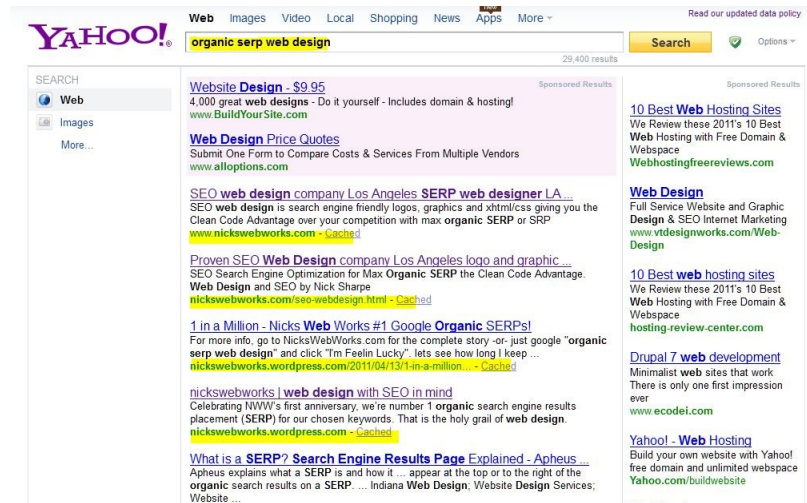 YAHOO!
Web Images Video Local Shopping News Apps More
Read our updated data policy
organic serp web design
Search
Options
29,400 results
SEARCH
Web
Images
More...
Sponsored Results
Website Design - $9.95
4,000 great web designs - Do it yourself - Includes domain & hosting!
www.BuildYourSite.com
Web Design Price Quotes
Submit One Form to Compare Costs & Services From Multiple Vendors
www.alloptions.com
SEO web design company Los Angeles SERP web designer LA ...
SEO web design is search engine friendly logos, graphics and xhtml/css giving you the
Clean Code Advantage over your competition with max organic SERP or SRP
www.nickswebworks.com - Cached
Proven SEO Web Design company Los Angeles logo and graphic ...
SEO Search Engine Optimization for Max Organic SERP the Clean Code Advantage.
Web Design and SEO by Nick Sharpe
nickswebworks.com/seo-webdesign.html - Cached
1 in a Million - Nicks Web Works #1 Google Organic SERPs!
For more info, go to NicksWebWorks.com for the complete story -or- just google "organic
serp web design" and click "I'm Feelin Lucky". lets see how long I keep ...
nickswebworks.wordpress.com/2011/04/13/1-in-a-million... - Cached
nickswebworks | web design with SEO in mind
Celebrating NWW's first anniversary, we're number 1 organic search engine results
placement (SERP) for our chosen keywords. That is the holy grail of web design.
nickswebworks.wordpress.com - Cached
What is a SERP? Search Engine Results Page Explained - Apheus ...
Apheus explains what a SERP is and how it ... appear at the top or to the right of the
organic search results on a SERP. ... Indiana Web Design; Website Design Services;
Website ...
Sponsored Results
10 Best Web Hosting Sites
We Review these 2011's 10 Best
Web Hosting with Free Domain &
Webspace
Webhostingfreereviews.com
Web Design
Full Service Website and Graphic
Design & SEO Internet Marketing
www.vtdesignworks.com/Web-
Design
10 Best web hosting sites
We Review these 2011's 10 Best
Web Hosting with Free Domain &
Webspace
hosting-review-center.com
Drupal 7 web development
Minimalist web sites that work
There is only one first impression
ever
www.ecodei.com
Yahoo! - Web Hosting
Build your own website with Yahoo!
free domain and unlimited webspace
Yahoo.com/buildwebsite